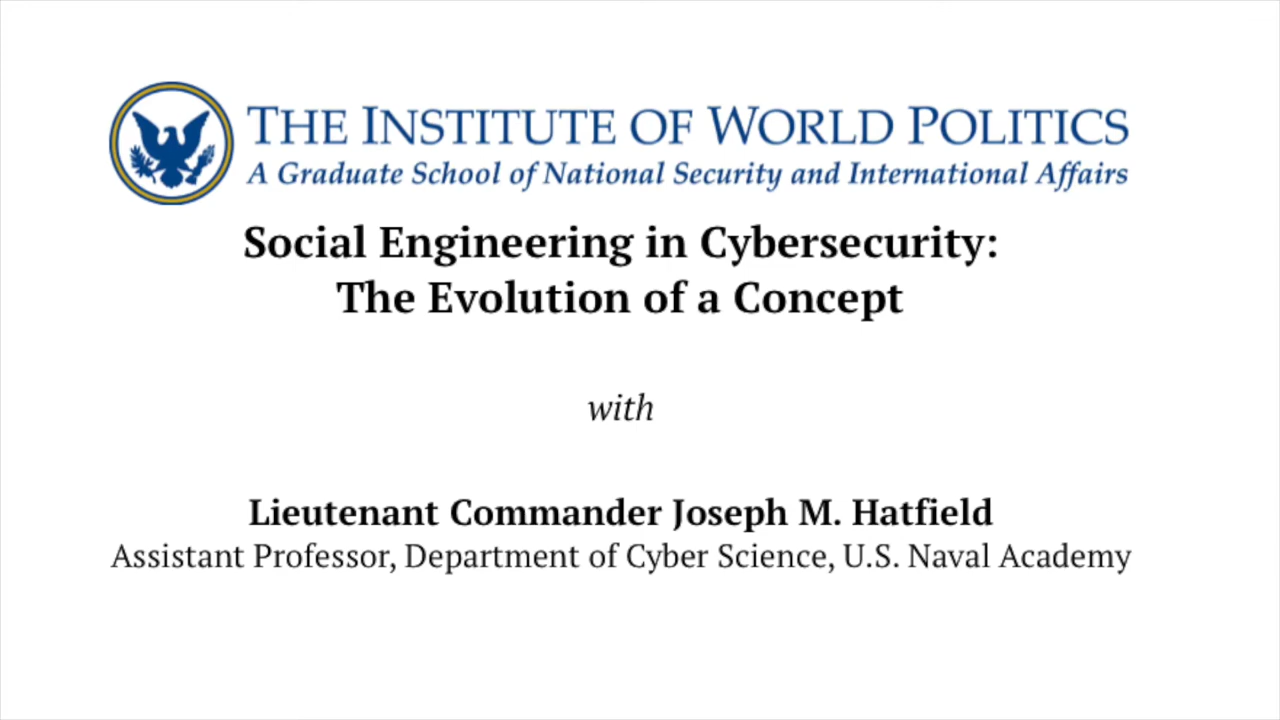 THE INSTITUTE OF WORLD POLITICS
A Graduate School of National Security and International Affairs
Social Engineering in Cybersecurity:
The Evolution of a Concept
with
Lieutenant Commander Joseph M. Hatfield
Assistant Professor, Department of Cyber Science, U.S. Naval Academy